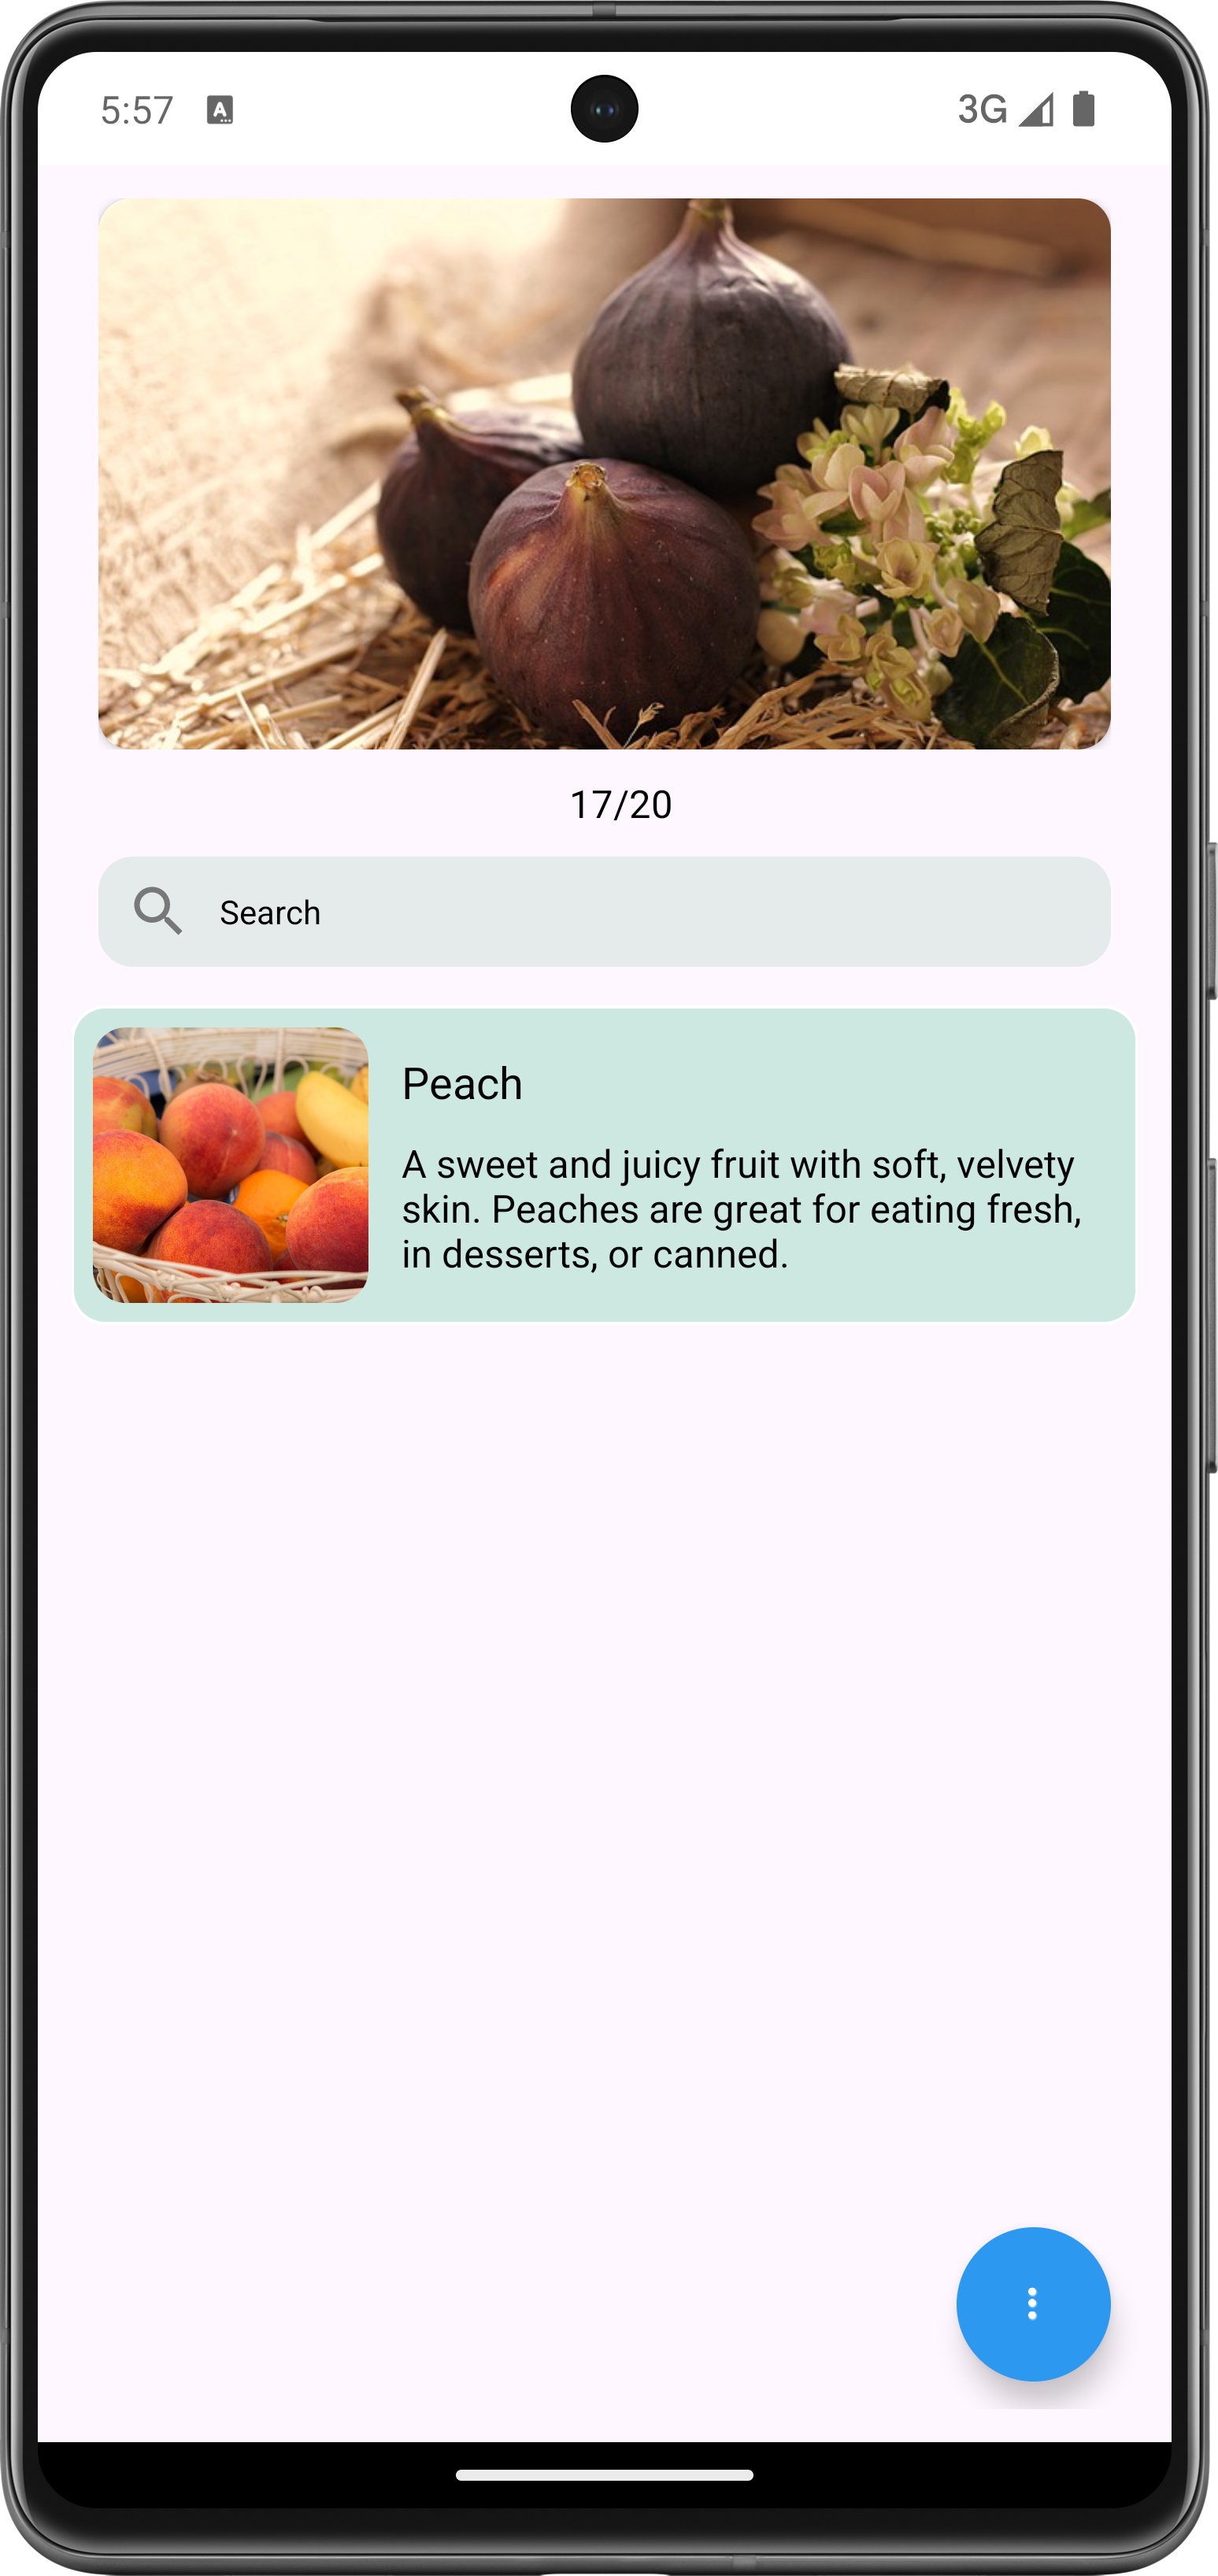 5:57
3G
17/20
Search
Peach
A sweet and juicy fruit with soft, velvety
skin. Peaches are great for eating fresh,
in desserts, or canned.